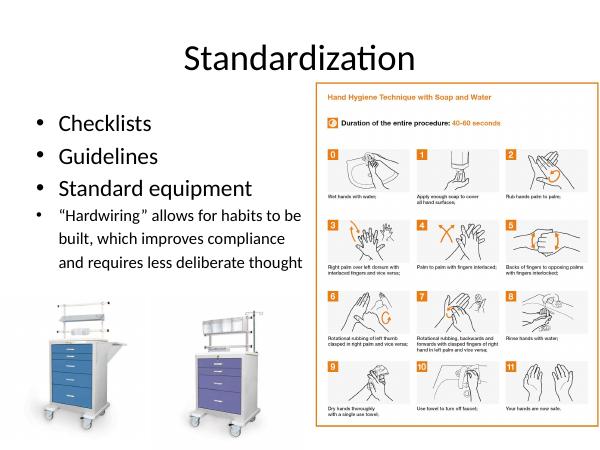 Standardization
• Checklists
• Guidelines
• Standard equipment
• “Hardwiring” allows for habits to be
built, which improves compliance
and requires less deliberate thought
Hand Hygiene Technique with Soap and Water
Duration of the entire procedure: 40-60 seconds
0
Wet hands with water;
1
Apply enough soap to cover
all hand surfaces;
2
Rub hands palm to palm;
3
Right palm over left dorsum with
interlaced fingers and vice versa;
4
Palm to palm with fingers interlaced;
5
Backs of fingers to opposing palms
with fingers interlocked;
6
Rotational rubbing of left thumb
clasped in right palm and vice versa;
7
Rotational rubbing, backwards and
forwards with clasped fingers of right
hand in left palm and vice versa;
8
Rinse hands with water;
9
Dry hands thoroughly
with a single use towel;
10
Use towel to turn off faucet;
11
Your hands are now safe.